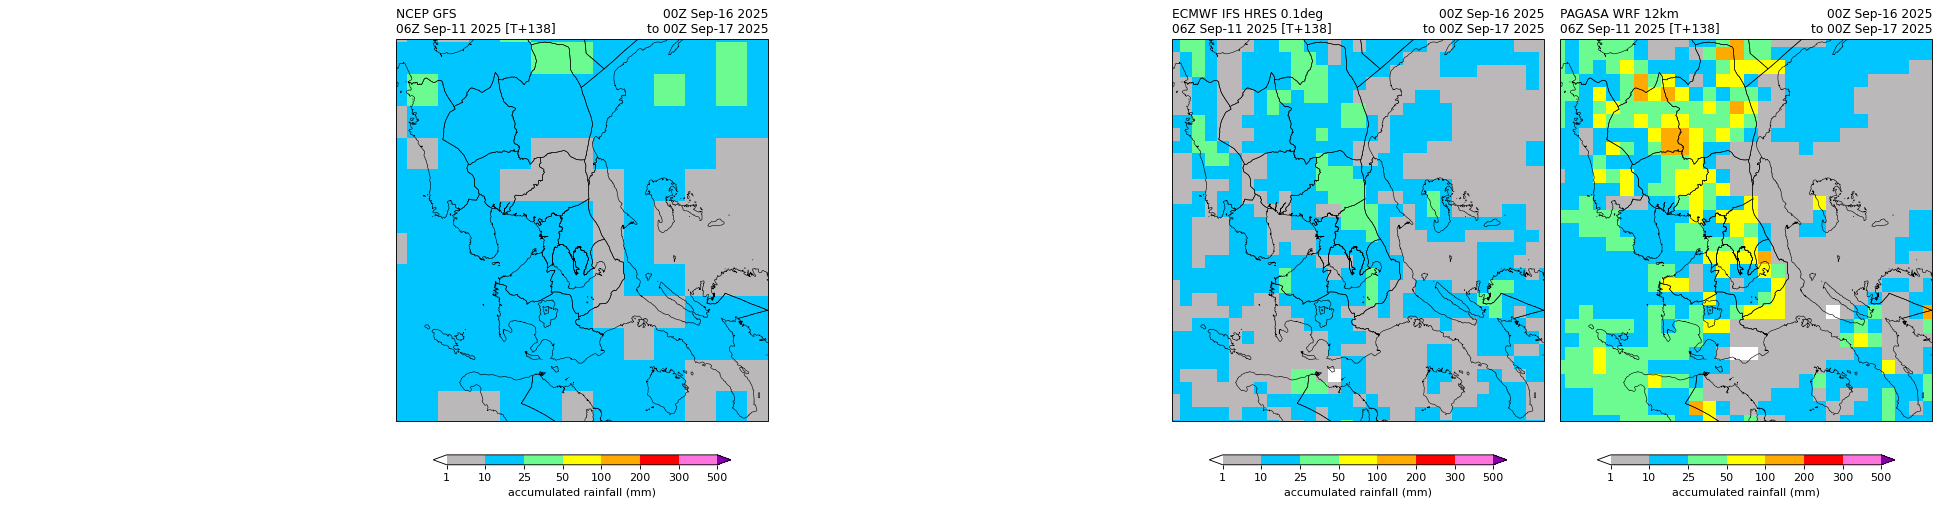 NCEP GFS 00Z Sep-16 2025
06Z Sep-11 2025 [T+138] to 00Z Sep-17 2025
1 10 25 50 100 200 300 500
accumulated rainfall (mm)
ECMWF IFS HRES 0.1deg 00Z Sep-16 2025
06Z Sep-11 2025 [T+138] to 00Z Sep-17 2025
1 10 25 50 100 200 300 500
accumulated rainfall (mm)
PAGASA WRF 12km 00Z Sep-16 2025
06Z Sep-11 2025 [T+138] to 00Z Sep-17 2025
1 10 25 50 100 200 300 500
accumulated rainfall (mm)